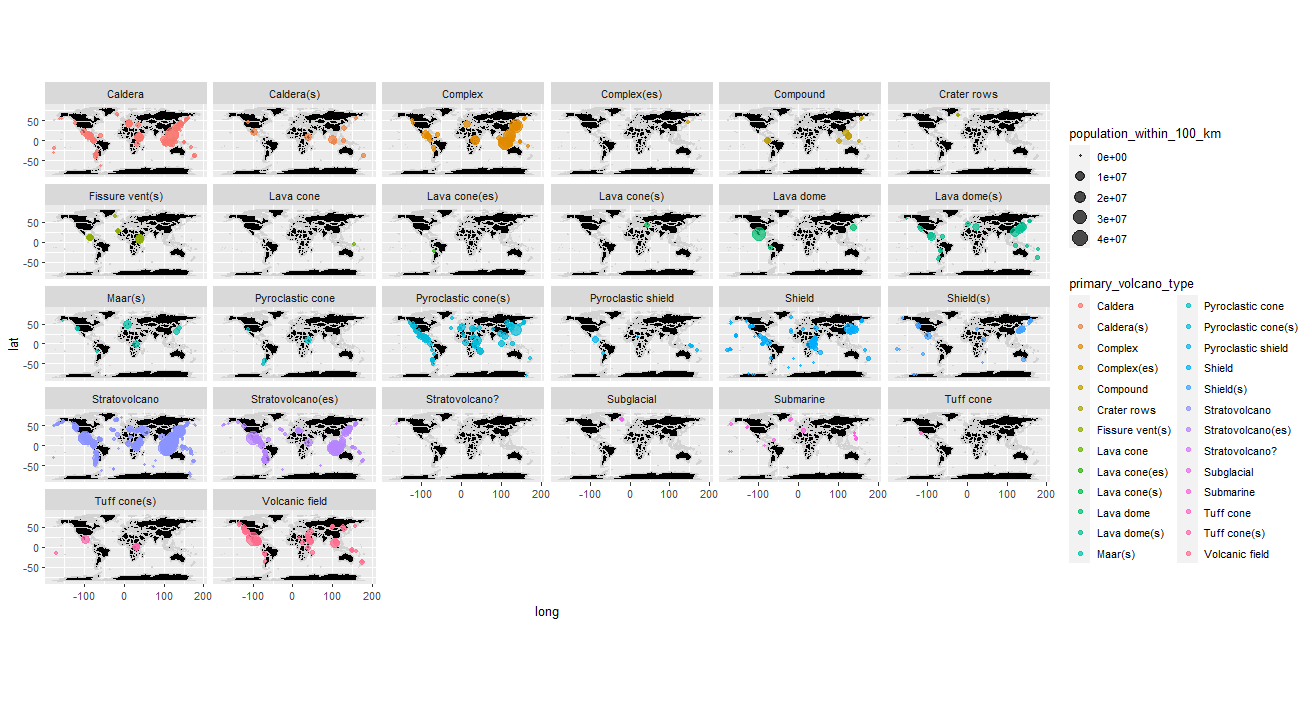 Caldera Caldera(s) Complex Complex(es) Compound Crater rows
50
0
-50
Fissure vent(s) Lava cone Lava cone(es) Lava cone(s) Lava dome Lava dome(s)
50
0
-50
Maar(s) Pyroclastic cone Pyroclastic cone(s) Pyroclastic shield Shield Shield(s)
50
0
-50
Stratovolcano Stratovolcano(es) Stratovolcano? Subglacial Submarine Tuff cone
50
0
-50
-100 0 100 200 -100 0 100 200 -100 0 100 200 -100 0 100 200
Tuff cone(s) Volcanic field
50
0
-50
-100 0 100 200 -100 0 100 200
lat
long
population_within_100_km
0e+00
1e+07
2e+07
3e+07
4e+07
primary_volcano_type
Caldera
Caldera(s)
Complex
Complex(es)
Compound
Crater rows
Fissure vent(s)
Lava cone
Lava cone(es)
Lava cone(s)
Lava dome
Lava dome(s)
Maar(s)
Pyroclastic cone
Pyroclastic cone(s)
Pyroclastic shield
Shield
Shield(s)
Stratovolcano
Stratovolcano(es)
Stratovolcano?
Subglacial
Submarine
Tuff cone
Tuff cone(s)
Volcanic field